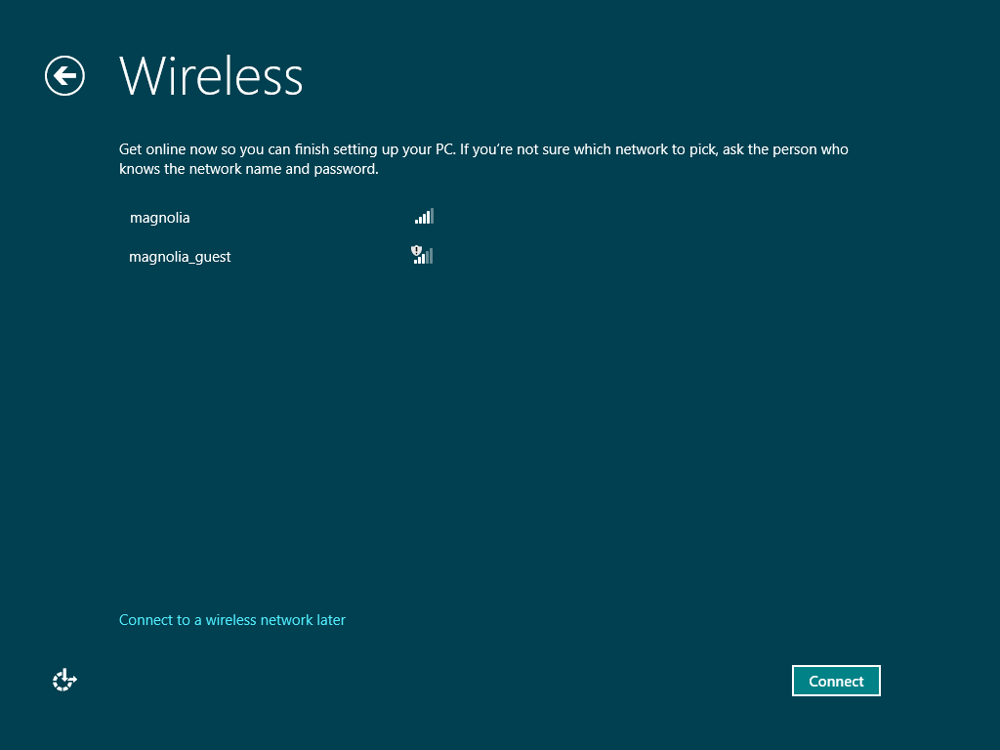 Wireless
Get online now so you can finish setting up your PC. If you're not sure which network to pick, ask the person who
knows the network name and password.
magnolia
magnolia_guest
Connect to a wireless network later
Connect